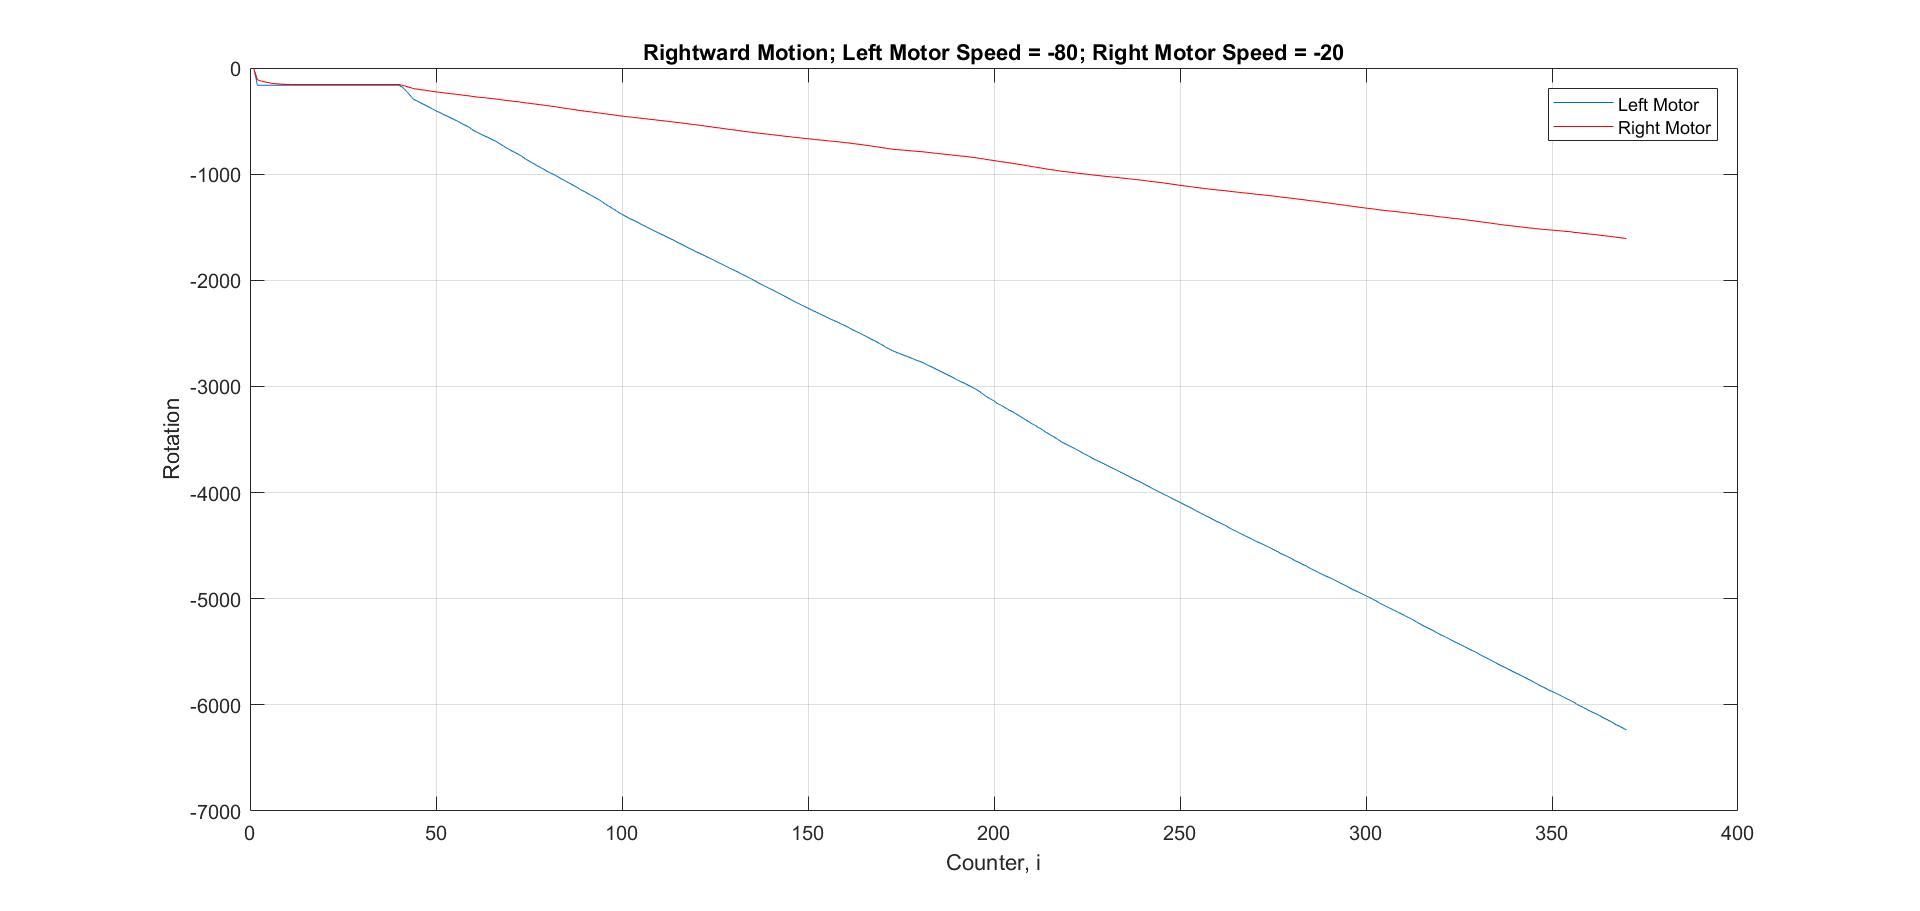 Rightward Motion; Left Motor Speed = -80; Right Motor Speed = -20
Left Motor
Right Motor
0
-1000
-2000
-3000
-4000
-5000
-6000
-7000
Rotation
0 50 100 150 200 250 300 350 400
Counter, i